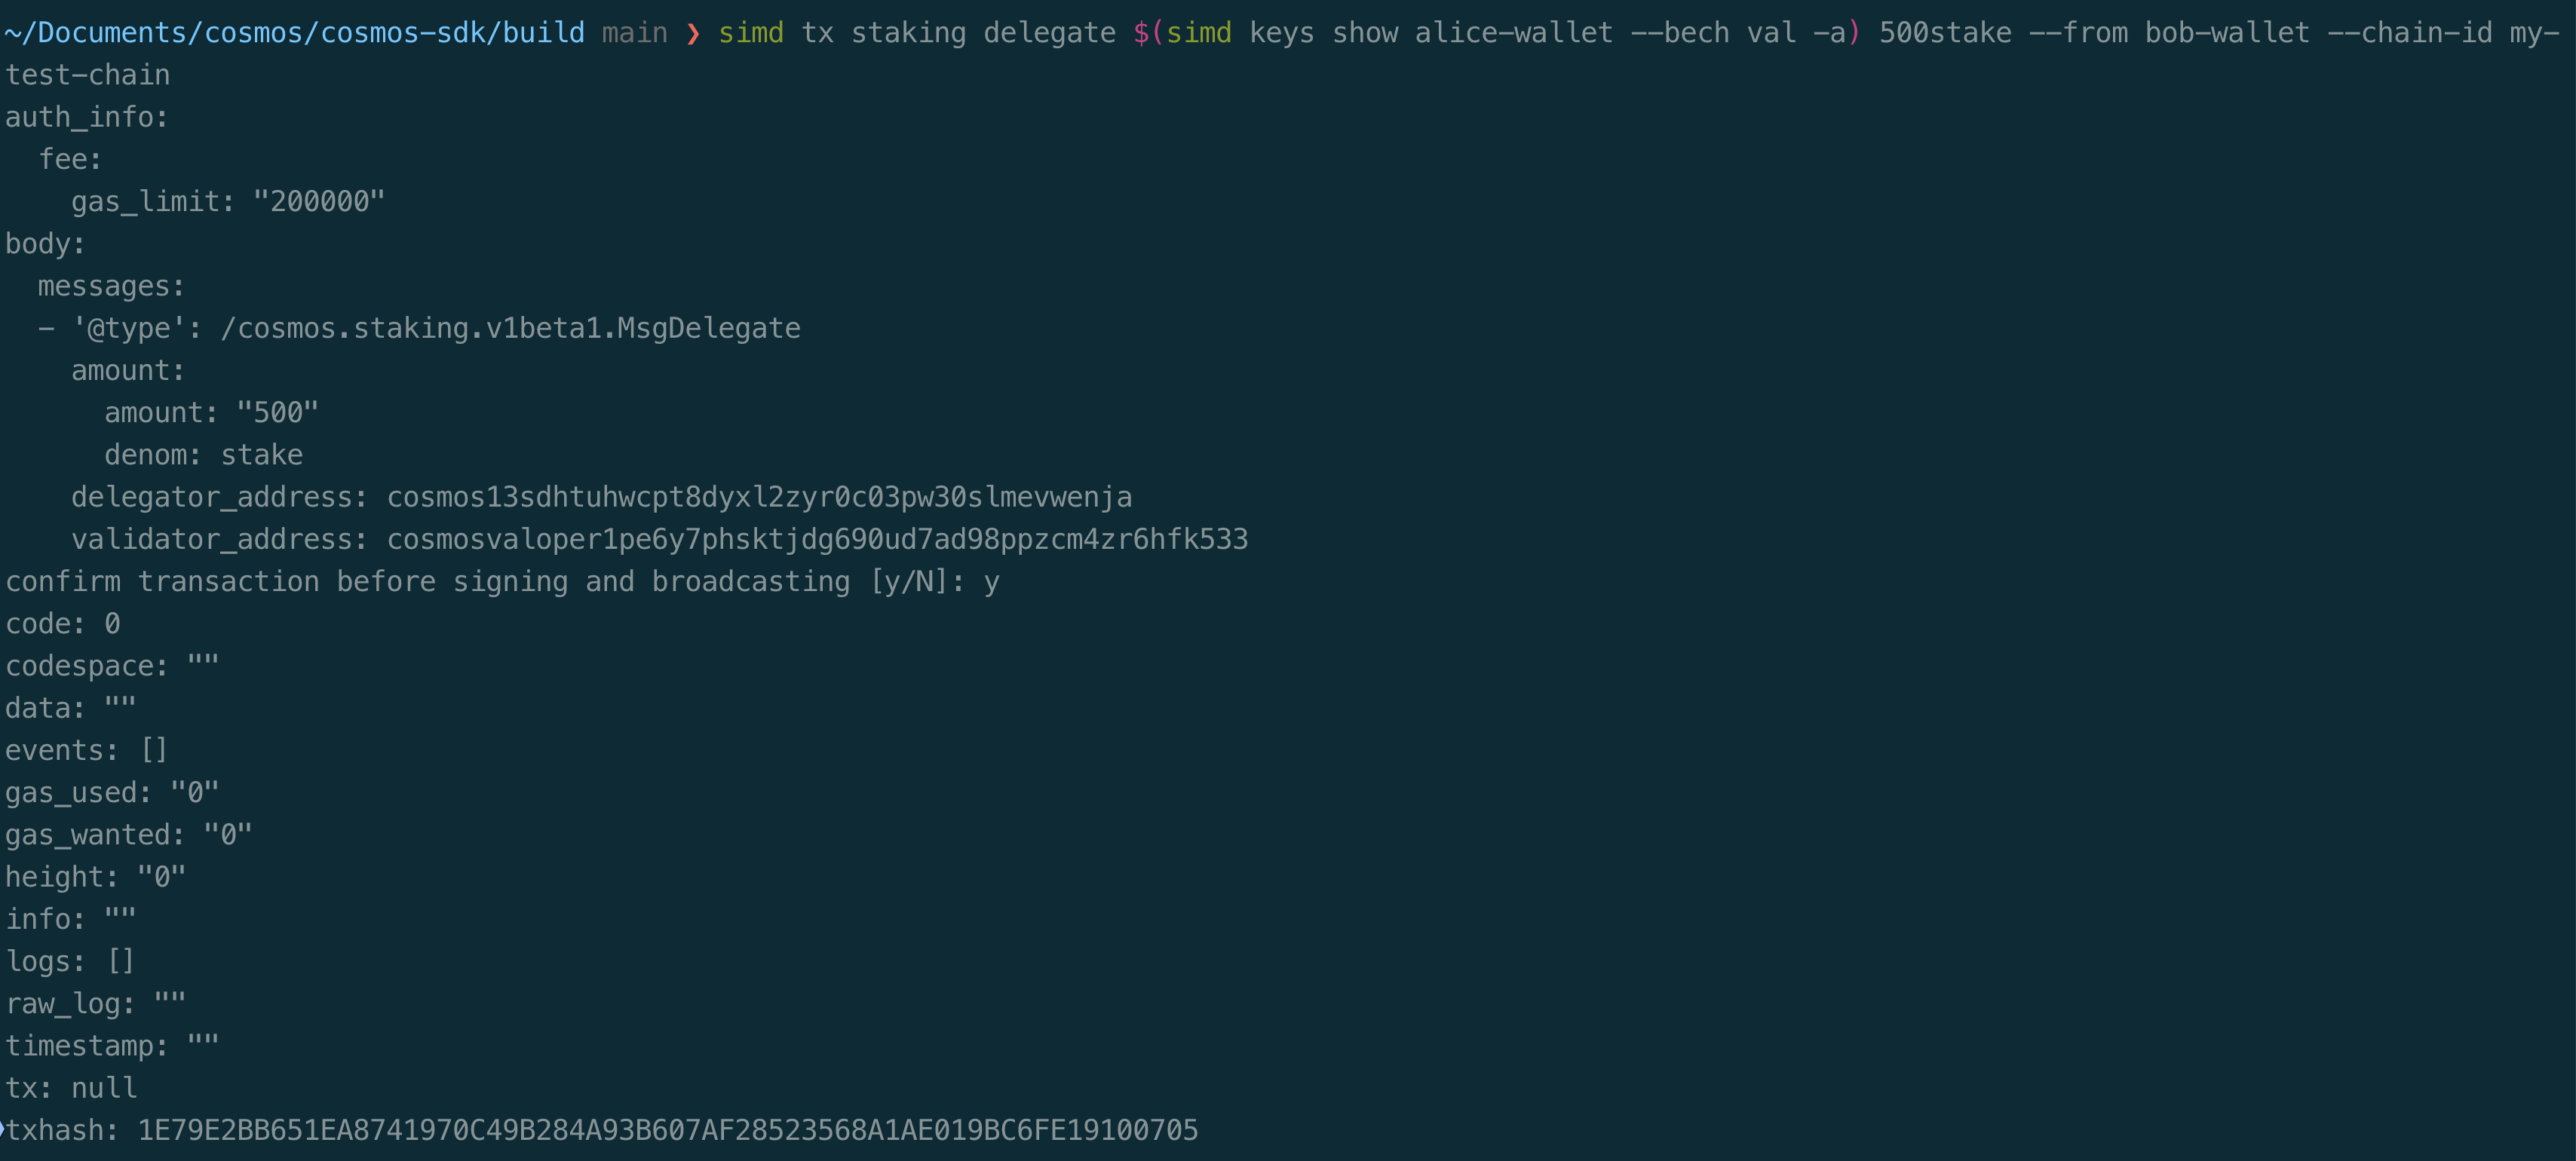 ~/Documents/cosmos/cosmos-sdk/build main ❯ simd tx staking delegate $(simd keys show alice-wallet --bech val -a) 500stake --from bob-wallet --chain-id my-
test-chain
auth_info:
  fee:
    gas_limit: "200000"
body:
  messages:
  - '@type': /cosmos.staking.v1beta1.MsgDelegate
    amount:
      amount: "500"
      denom: stake
    delegator_address: cosmos13sdhtuhwcpt8dyxl2zyr0c03pw30slmevwenja
    validator_address: cosmosvaloper1pe6y7phsktjdg690ud7ad98ppzcm4zr6hfk533
confirm transaction before signing and broadcasting [y/N]: y
code: 0
codespace: ""
data: ""
events: []
gas_used: "0"
gas_wanted: "0"
height: "0"
info: ""
logs: []
raw_log: ""
timestamp: ""
tx: null
txhash: 1E79E2BB651EA8741970C49B284A93B607AF28523568A1AE019BC6FE19100705